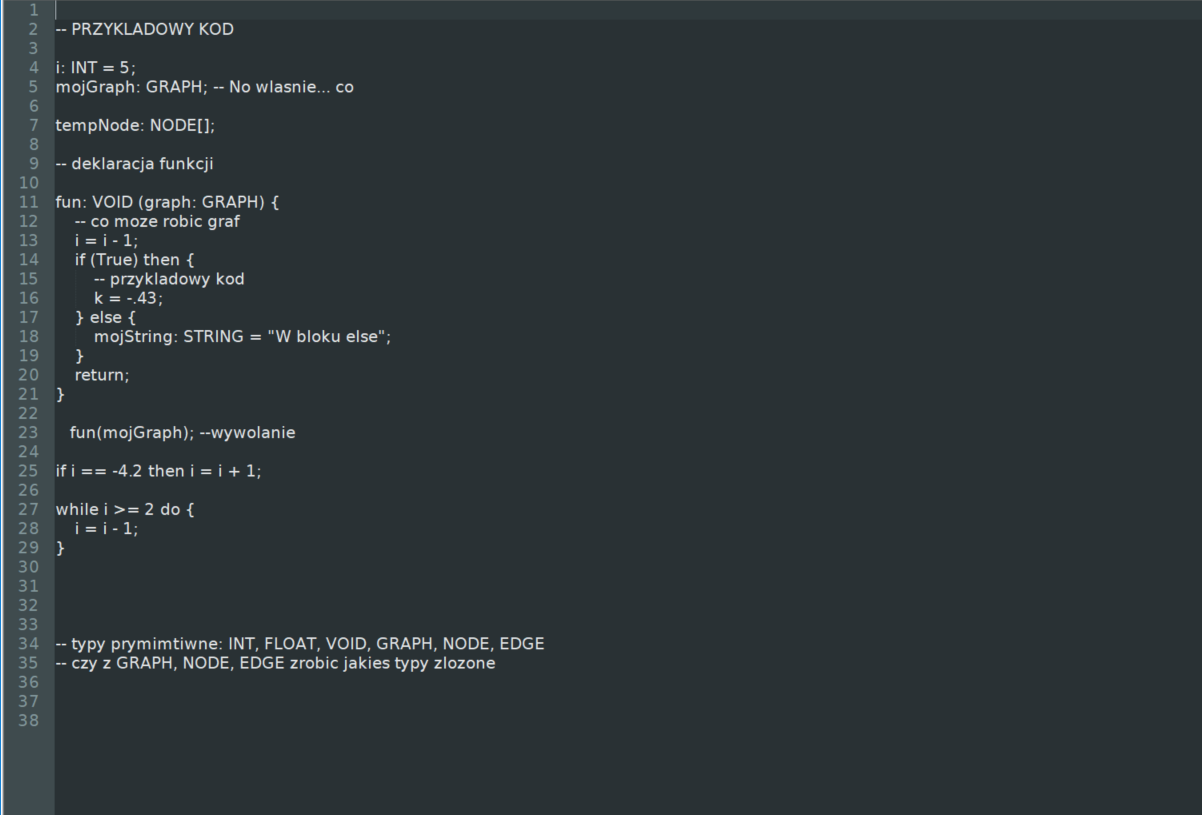 1
2 -- PRZYKLADOWY KOD
3
4 i: INT = 5;
5 mojGraph: GRAPH; -- No wlasnie... co
6
7 tempNode: NODE[];
8
9 -- deklaracja funkcji
10
11 fun: VOID (graph: GRAPH) {
12 -- co moze robic graf
13 i = i - 1;
14 if (True) then {
15 -- przykladowy kod
16 k = -.43;
17 } else {
18 mojString: STRING = "W bloku else";
19 }
20 return;
21 }
22
23 fun(mojGraph); --wywolanie
24
25 if i == -4.2 then i = i + 1;
26
27 while i >= 2 do {
28 i = i - 1;
29 }
30
31
32
33
34 -- typy prymimtiwne: INT, FLOAT, VOID, GRAPH, NODE, EDGE
35 -- czy z GRAPH, NODE, EDGE zrobic jakies typy zlozone
36
37
38